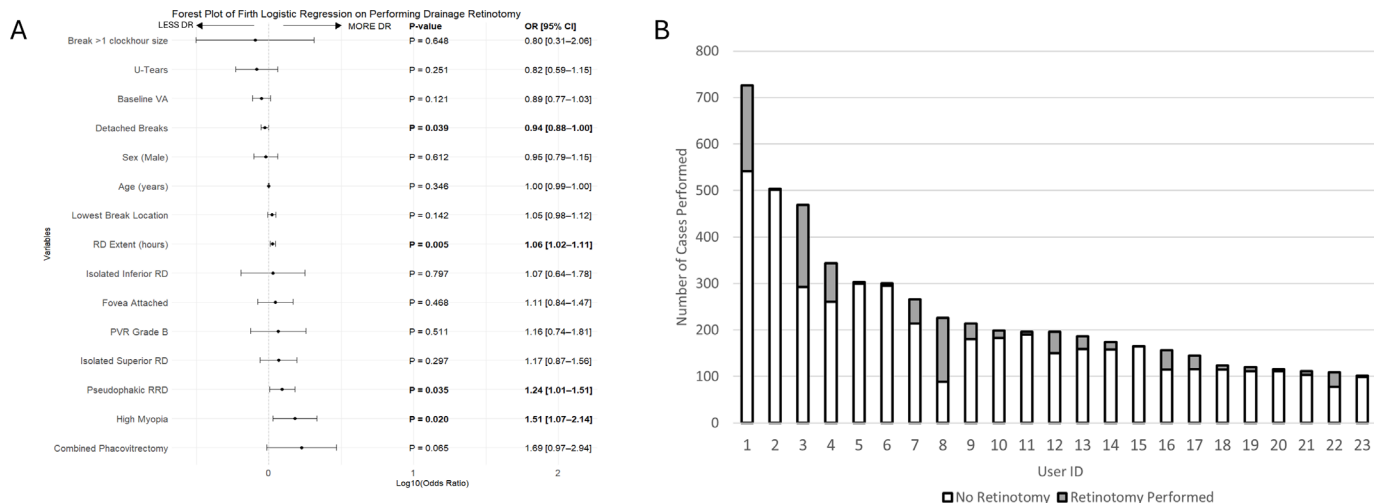 A
Forest Plot of Firth Logistic Regression on Performing Drainage Retinotomy
LESS DR MORE DR P-value OR [95% CI]
Break >1 clockhour size P = 0.648 0.80 [0.31–2.06]
U-Tears P = 0.251 0.82 [0.59–1.15]
Baseline VA P = 0.121 0.89 [0.77–1.03]
Detached Breaks P = 0.039 0.94 [0.88–1.00]
Sex (Male) P = 0.612 0.95 [0.79–1.15]
Age (years) P = 0.346 1.00 [0.99–1.00]
Lowest Break Location P = 0.142 1.05 [0.98–1.12]
RD Extent (hours) P = 0.005 1.06 [1.02–1.11]
Isolated Inferior RD P = 0.797 1.07 [0.64–1.78]
Fovea Attached P = 0.468 1.11 [0.84–1.47]
PVR Grade B P = 0.511 1.16 [0.74–1.81]
Isolated Superior RD P = 0.297 1.17 [0.87–1.56]
Pseudophakic RRD P = 0.035 1.24 [1.01–1.51]
High Myopia P = 0.020 1.51 [1.07–2.14]
Combined Phacovitrectomy P = 0.065 1.69 [0.97–2.94]
Variables
0 1 2
Log10(Odds Ratio)
B
Number of Cases Performed
800
700
600
500
400
300
200
100
0
1 2 3 4 5 6 7 8 9 10 11 12 13 14 15 16 17 18 19 20 21 22 23
User ID
No Retinotomy Retinotomy Performed